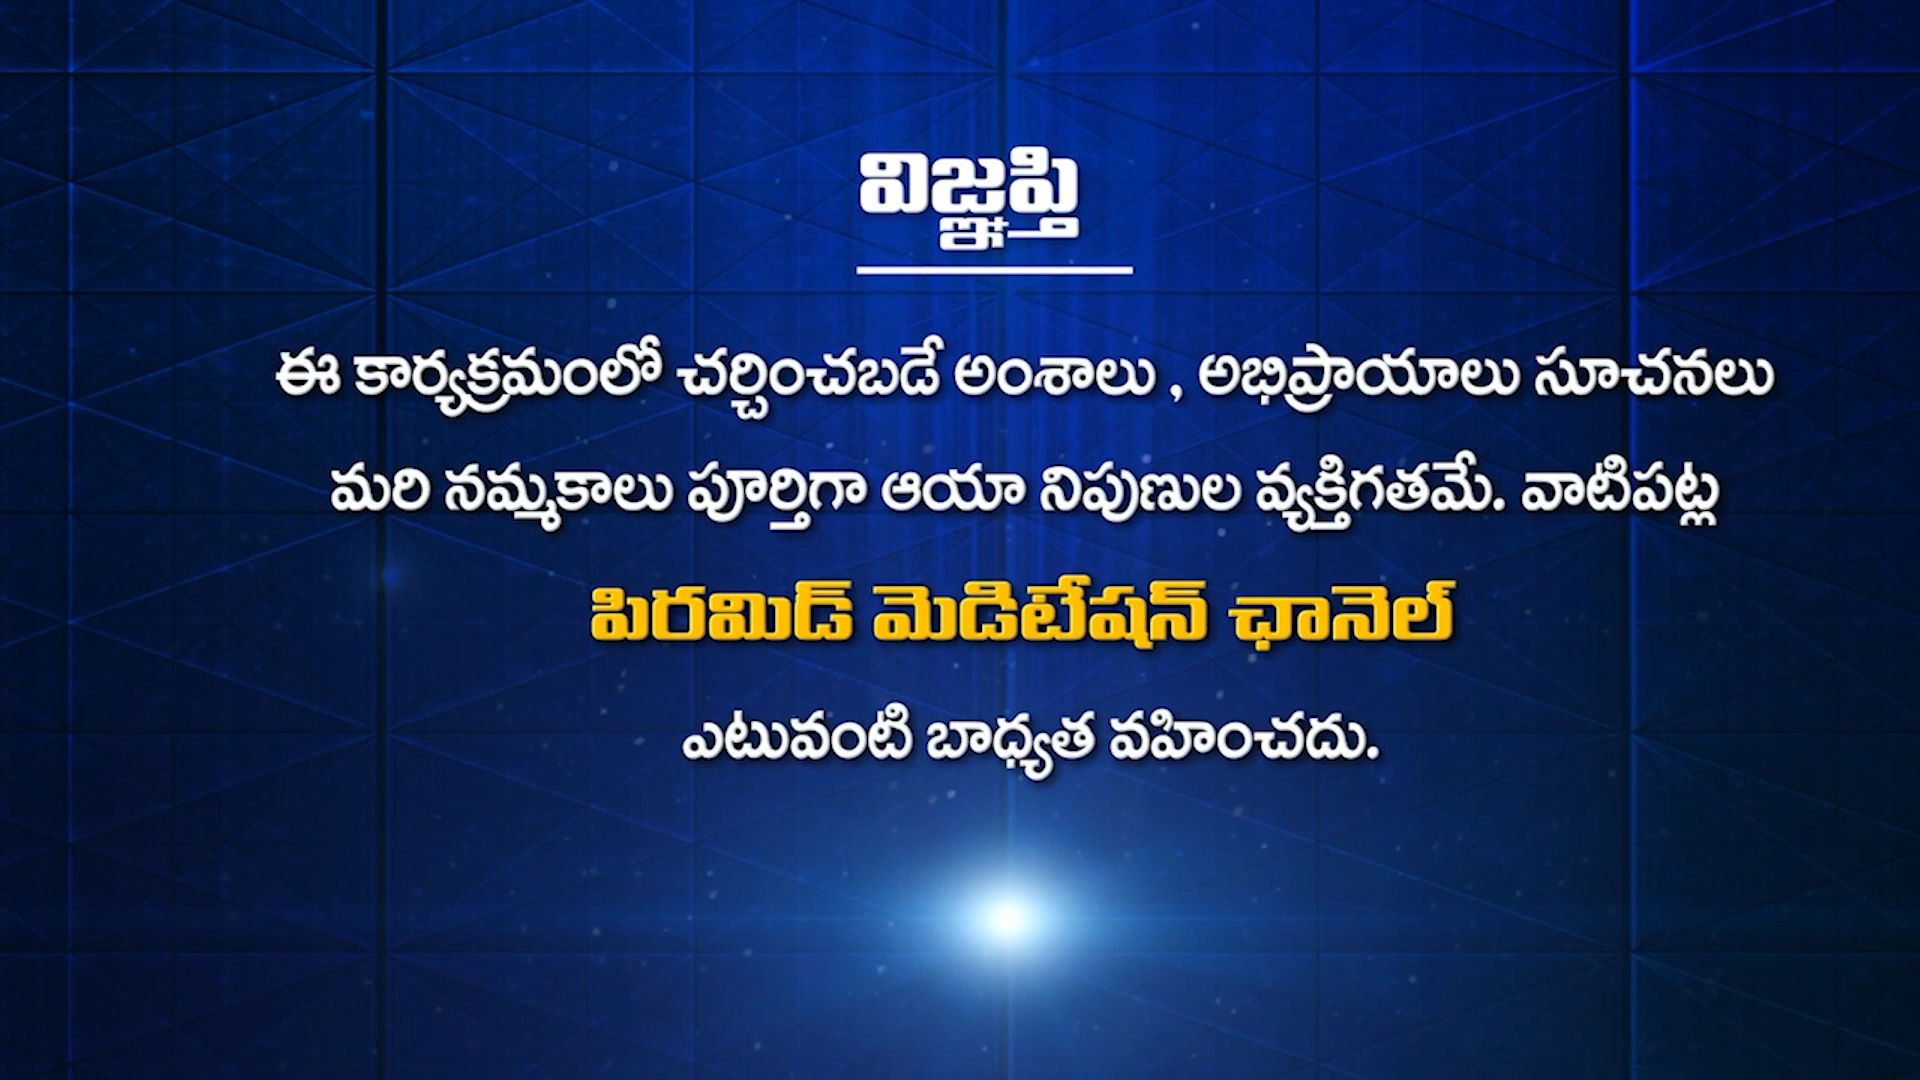 విజ్ఞప్తి
ఈ కార్యక్రమంలో చర్చించబడే అంశాలు , అభిప్రాయాలు సూచనలు
మరి నమ్మకాలు పూర్తిగా ఆయా నిపుణుల వ్యక్తిగతమే. వాటిపట్ల
పిరమిడ్ మెడిటేషన్ ఛానెల్
ఎటువంటి బాధ్యత వహించదు.